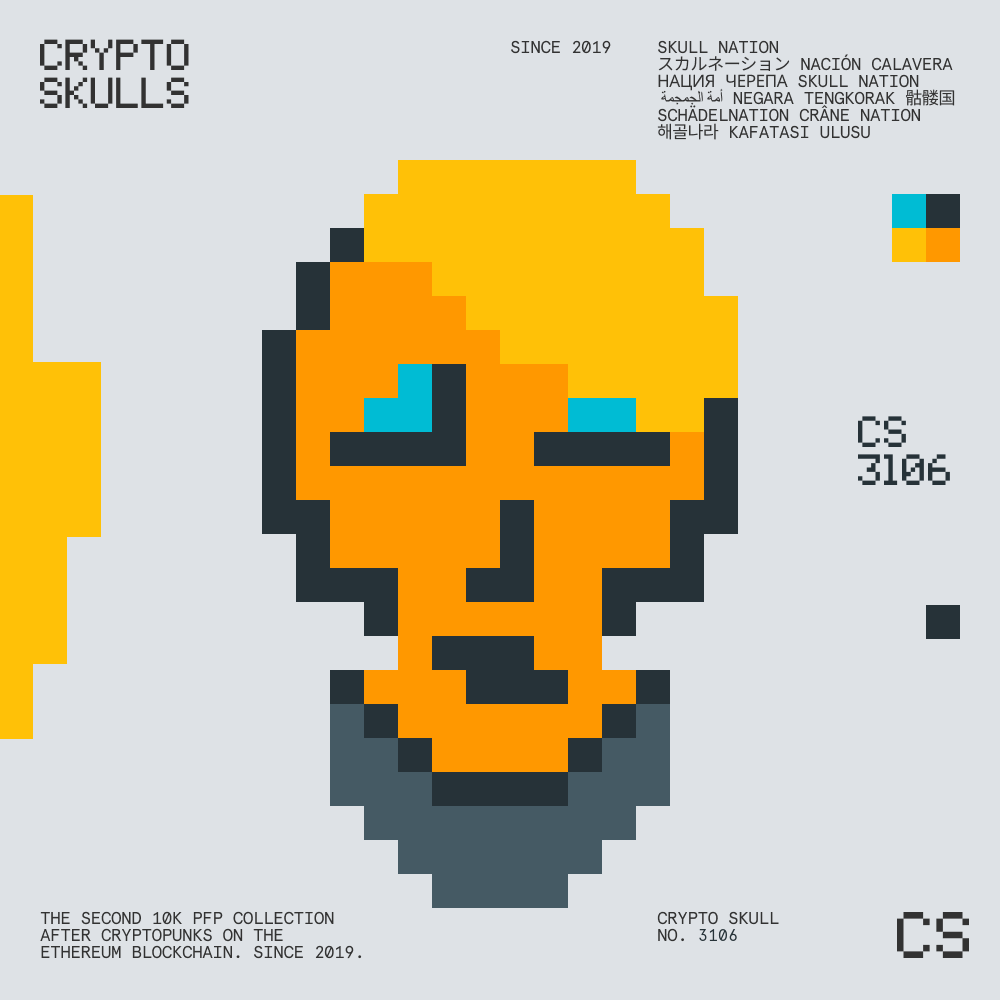 CRYPTO
SKULLS
SINCE 2019
SKULL NATION
スカルネーション NACIÓN CALAVERA
НАЦИЯ ЧЕРЕПА SKULL NATION
أمة الجمجمة NEGARA TENGKORAK 骷髅国
SCHÄDELNATION CRÂNE NATION
해골나라 KAFATASI ULUSU
CS
3106
THE SECOND 10K PFP COLLECTION
AFTER CRYPTOPUNKS ON THE
ETHEREUM BLOCKCHAIN. SINCE 2019.
CRYPTO SKULL
NO. 3106
CS